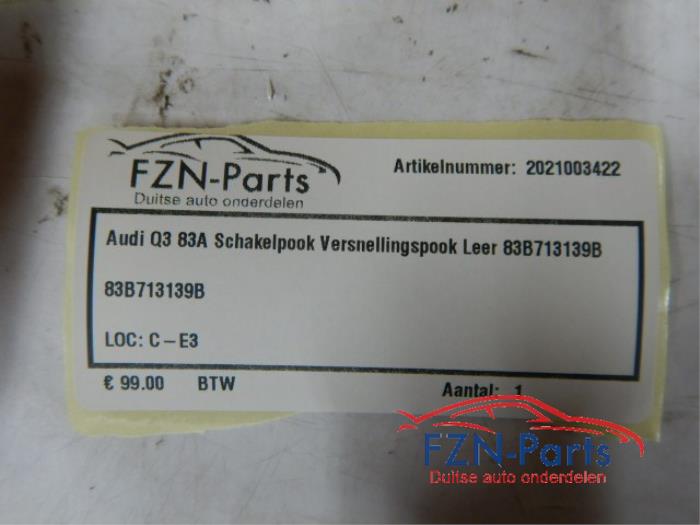 FZN-Parts
Duitse auto onderdelen
Artikelnummer: 2021003422
Audi Q3 83A Schakelpook Versnellingspook Leer 83B713139B
83B713139B
LOC: C-E3
€ 99.00 BTW Aantal: 1
FZN-Parts
Duitse auto onderdelen